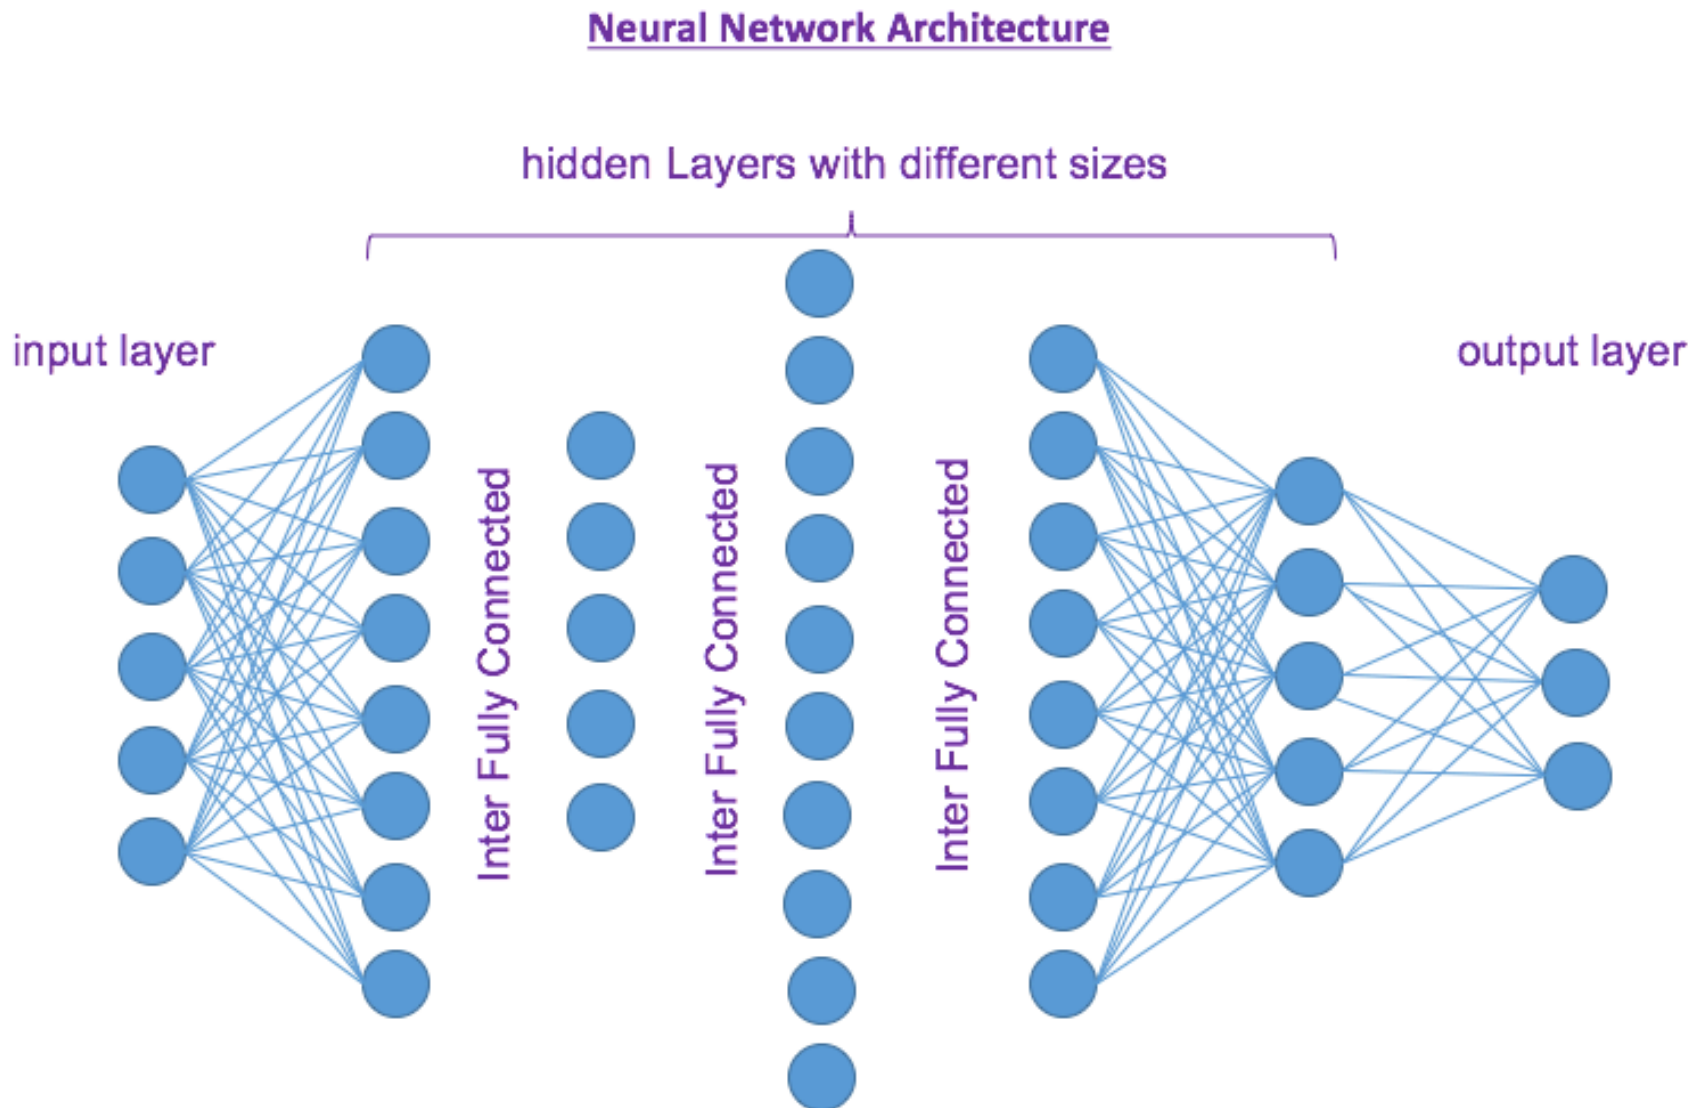 Neural Network Architecture
hidden Layers with different sizes
input layer
output layer
Inter Fully Connected
Inter Fully Connected
Inter Fully Connected